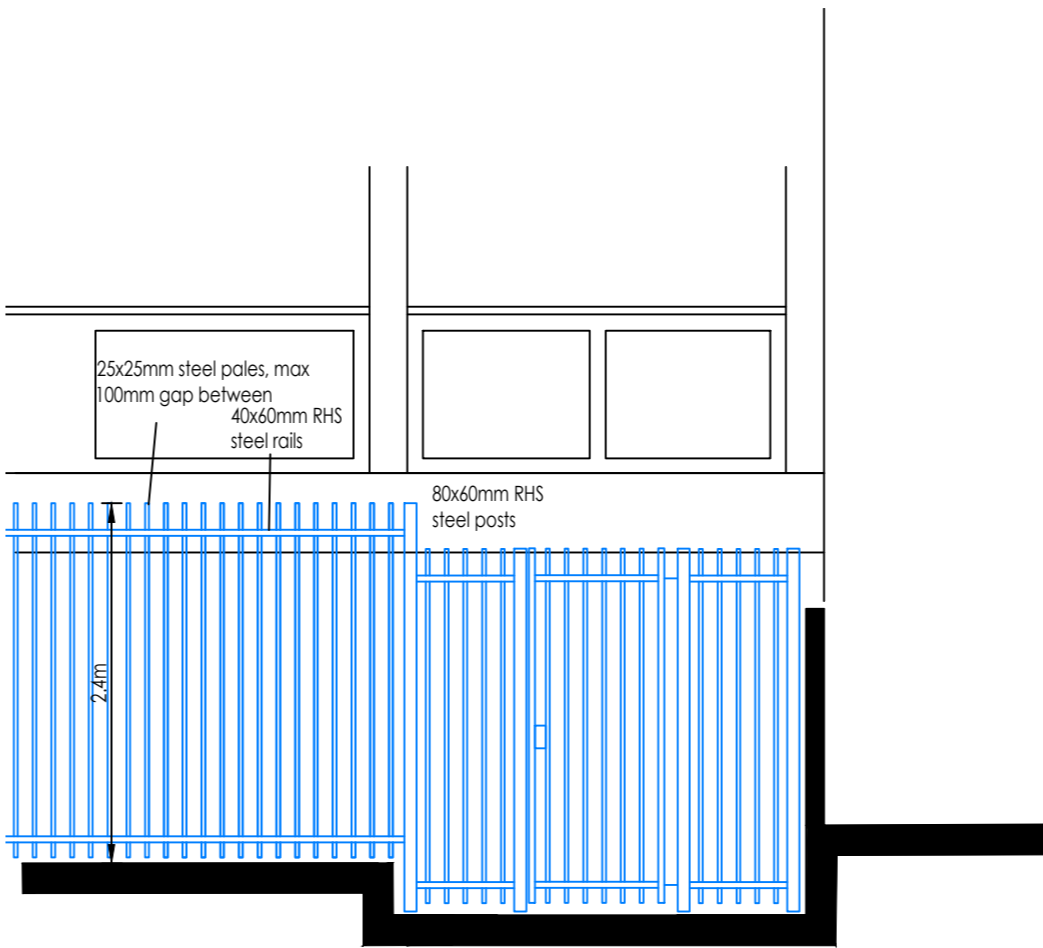 25x25mm steel pales, max
100mm gap between
40x60mm RHS
steel rails
80x60mm RHS
steel posts
2.4m